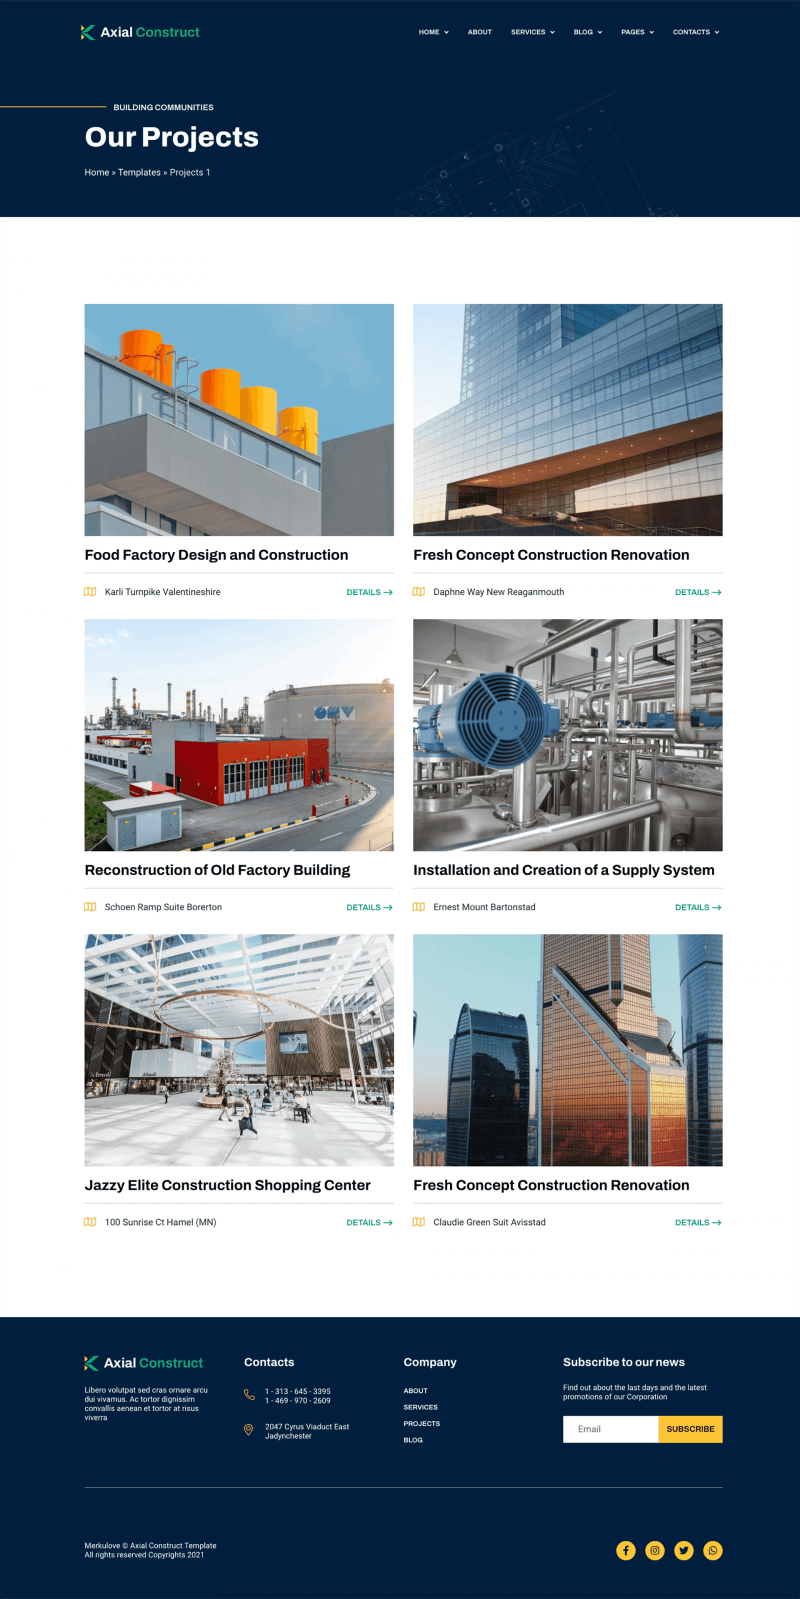 Axial Construct
HOME ABOUT SERVICES BLOG PAGES CONTACTS
BUILDING COMMUNITIES
Our Projects
Home » Templates » Projects 1
Food Factory Design and Construction
Karli Turnpike Valentineshire DETAILS →
Fresh Concept Construction Renovation
Daphne Way New Reaganmouth DETAILS →
OMV
Reconstruction of Old Factory Building
Schoen Ramp Suite Borerton DETAILS →
Installation and Creation of a Supply System
Ernest Mount Bartonstad DETAILS →
Jazzy Elite Construction Shopping Center
100 Sunrise Ct Hamel (MN) DETAILS →
Fresh Concept Construction Renovation
Claudie Green Suit Avisstad DETAILS →
Axial Construct
Libero volutpat sed cras ornare arcu
dui vivamus. Ac tortor dignissim
convallis aenean et tortor at risus
viverra
Contacts
1 - 313 - 645 - 3395
1 - 469 - 970 - 2609
2047 Cyrus Viaduct East
Jadynchester
Company
ABOUT
SERVICES
PROJECTS
BLOG
Subscribe to our news
Find out about the last days and the latest
promotions of our Corporation
Email SUBSCRIBE
Merkulove © Axial Construct Template
All rights reserved Copyrights 2021